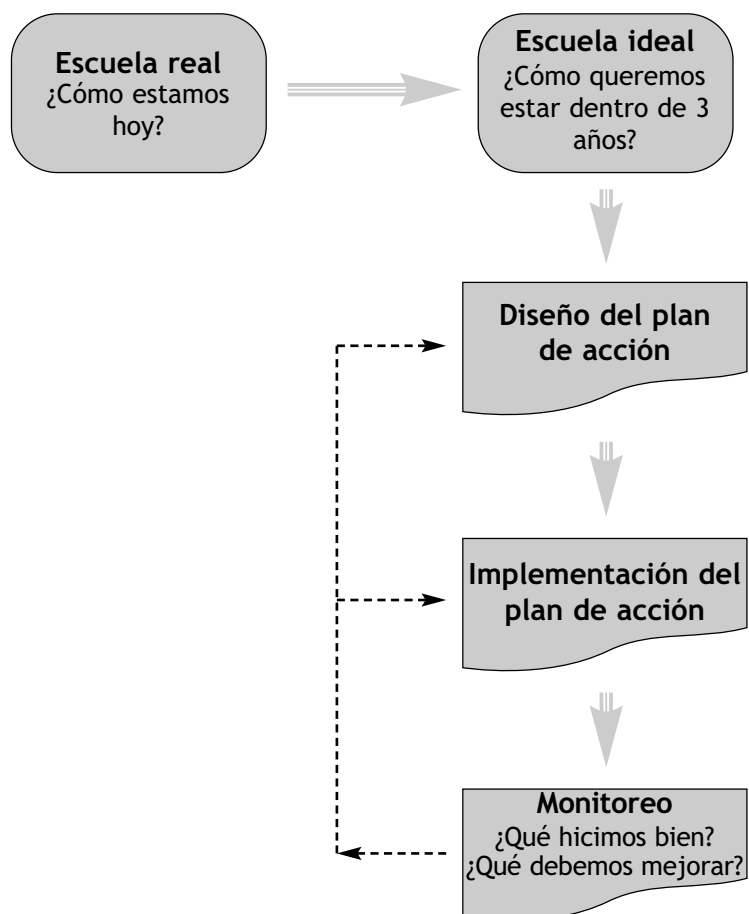 Escuela real
¿Cómo estamos
hoy?
Escuela ideal
¿Cómo queremos
estar dentro de 3
años?
Diseño del plan
de acción
Implementación del
plan de acción
Monitoreo
¿Qué hicimos bien?
¿Qué debemos mejorar?